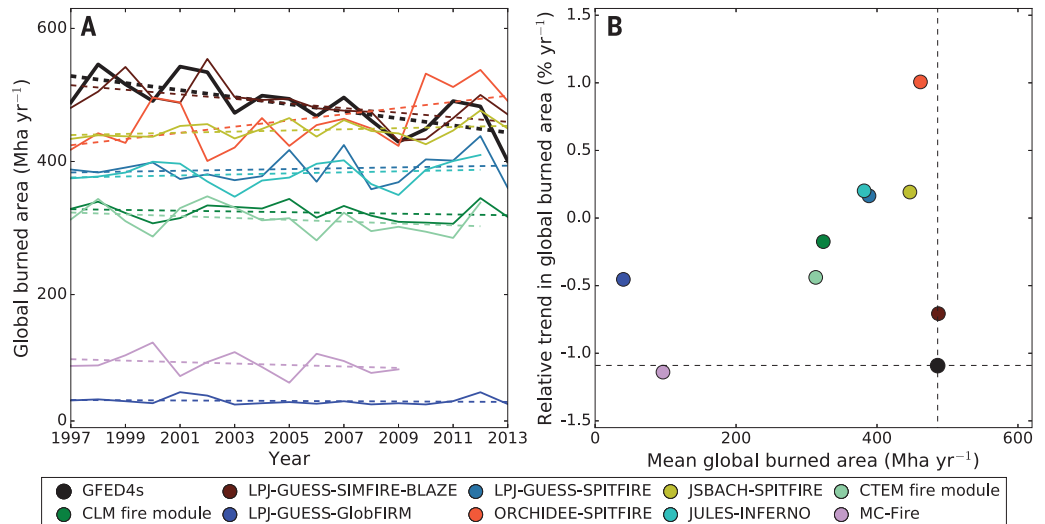 A
Global burned area (Mha yr⁻¹)
600
400
200
0
1997 1999 2001 2003 2005 2007 2009 2011 2013
Year
B
Relative trend in global burned area (% yr⁻¹)
1.5
1.0
0.5
0.0
-0.5
-1.0
-1.5
0 200 400 600
Mean global burned area (Mha yr⁻¹)
GFED4s LPJ-GUESS-SIMFIRE-BLAZE LPJ-GUESS-SPITFIRE JSBACH-SPITFIRE CTEM fire module
CLM fire module LPJ-GUESS-GlobFIRM ORCHIDEE-SPITFIRE JULES-INFERNO MC-Fire